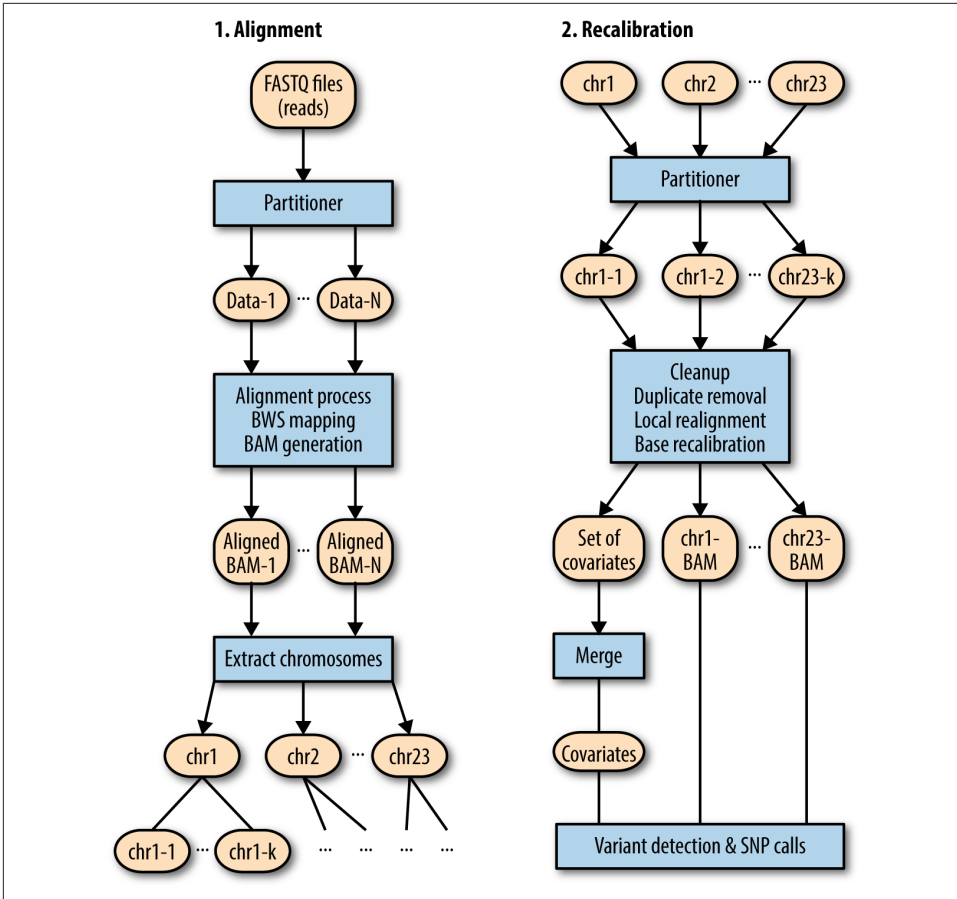 1. Alignment
FASTQ files
(reads)
Partitioner
Data-1 ... Data-N
Alignment process
BWS mapping
BAM generation
Aligned
BAM-1
...
Aligned
BAM-N
Extract chromosomes
chr1 chr2 ... chr23
chr1-1 ... chr1-k ... ... ... ...
2. Recalibration
chr1 chr2 ... chr23
Partitioner
chr1-1 chr1-2 ... chr23-k
Cleanup
Duplicate removal
Local realignment
Base recalibration
Set of
covariates
chr1-
BAM
...
chr23-
BAM
Merge
Covariates
Variant detection & SNP calls